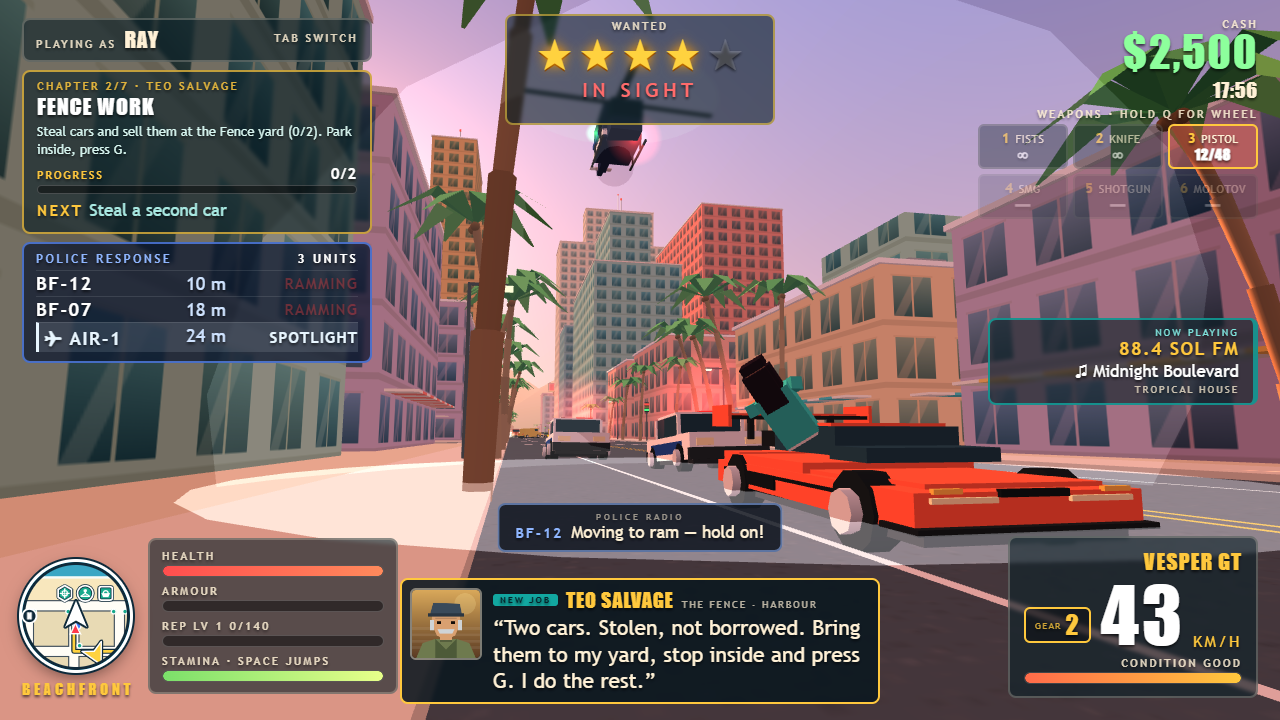 PLAYING AS RAY TAB SWITCH
CHAPTER 2/7 · TEO SALVAGE
FENCE WORK
Steal cars and sell them at the Fence yard (0/2). Park
inside, press G.
PROGRESS 0/2
NEXT Steal a second car
POLICE RESPONSE 3 UNITS
BF-12 10 m RAMMING
BF-07 18 m RAMMING
AIR-1 24 m SPOTLIGHT
WANTED
IN SIGHT
CASH
$2,500
17:56
WEAPONS · HOLD Q FOR WHEEL
1 FISTS ∞
2 KNIFE ∞
3 PISTOL 12/48
4 SMG —
5 SHOTGUN —
6 MOLOTOV —
NOW PLAYING
88.4 SOL FM
♫ Midnight Boulevard
TROPICAL HOUSE
POLICE RADIO
BF-12 Moving to ram — hold on!
BEACHFRONT
HEALTH
ARMOUR
REP LV 1 0/140
STAMINA · SPACE JUMPS
NEW JOB TEO SALVAGE THE FENCE · HARBOUR
“Two cars. Stolen, not borrowed. Bring
them to my yard, stop inside and press
G. I do the rest.”
VESPER GT
GEAR 2 43 KM/H
CONDITION GOOD